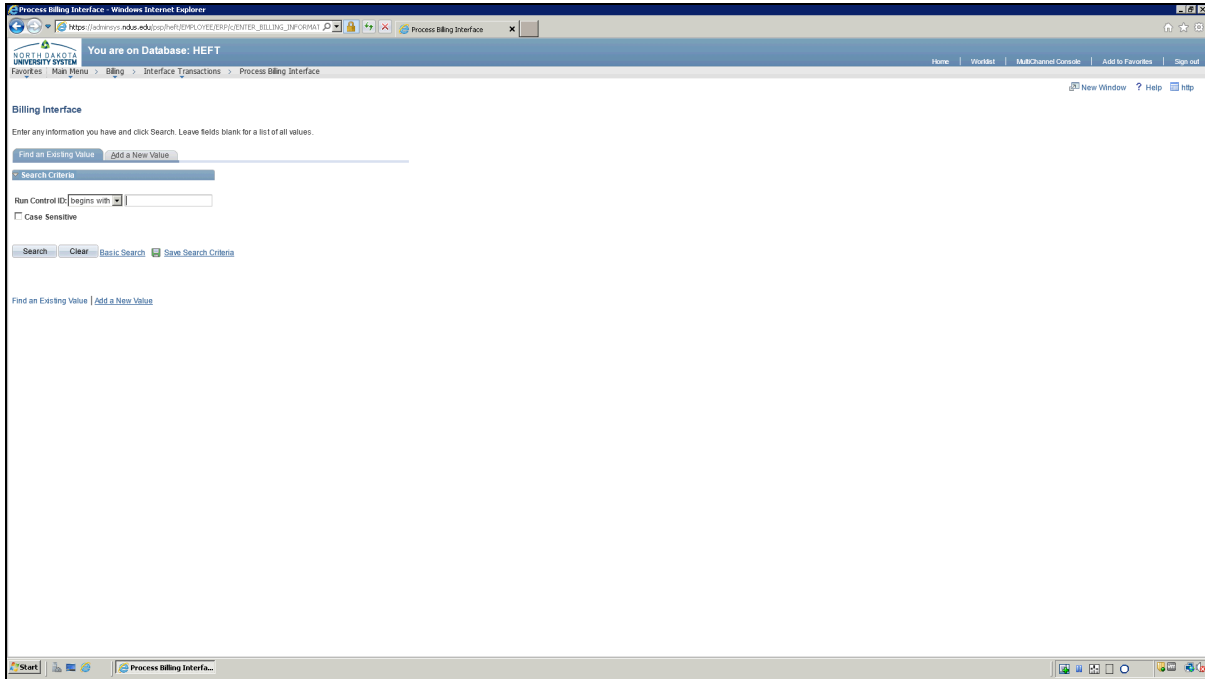 Process Billing Interface - Windows Internet Explorer
https://adminsys.ndus.edu/psp/heft/EMPLOYEE/ERP/c/ENTER_BILLING_INFORMAT
Process Billing Interface
NORTH DAKOTA
UNIVERSITY SYSTEM
You are on Database: HEFT
Home | Worklist | MultiChannel Console | Add to Favorites | Sign out
Favorites | Main Menu > Billing > Interface Transactions > Process Billing Interface
New Window ? Help http
Billing Interface
Enter any information you have and click Search. Leave fields blank for a list of all values.
Find an Existing Value Add a New Value
Search Criteria
Run Control ID: begins with
Case Sensitive
Search Clear Basic Search Save Search Criteria
Find an Existing Value | Add a New Value
Start Process Billing Interfa...